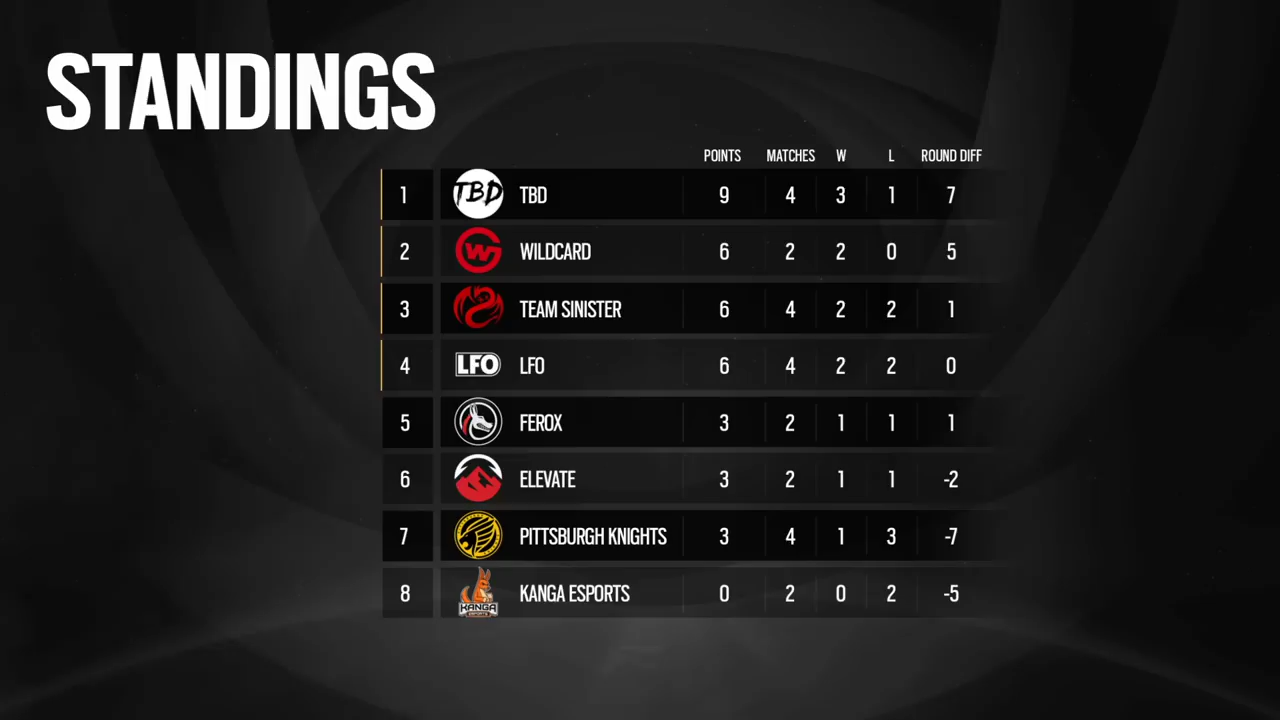 STANDINGS
POINTS MATCHES W L ROUND DIFF
1 TBD TBD 9 4 3 1 7
2 WILDCARD 6 2 2 0 5
3 TEAM SINISTER 6 4 2 2 1
4 LFO LFO 6 4 2 2 0
5 FEROX 3 2 1 1 1
6 ELEVATE 3 2 1 1 -2
7 PITTSBURGH KNIGHTS 3 4 1 3 -7
8 KANGA ESPORTS KANGA ESPORTS 0 2 0 2 -5